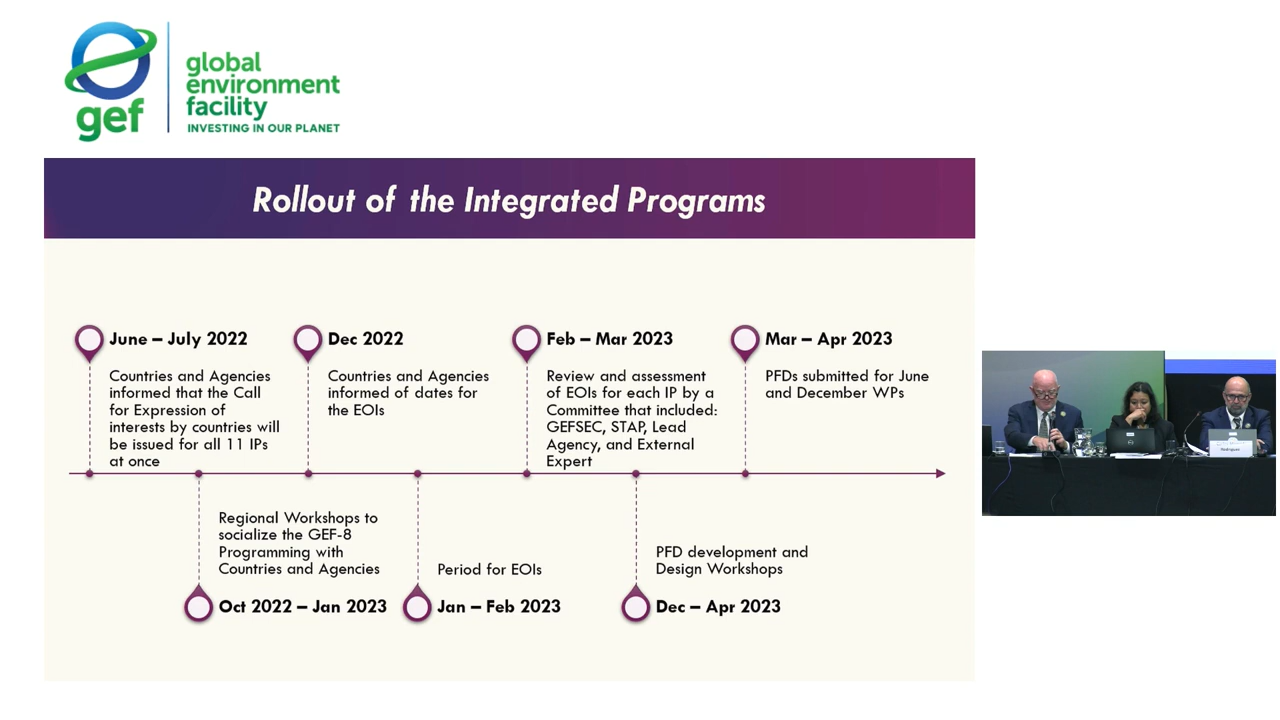 gef
global
environment
facility
INVESTING IN OUR PLANET
Rollout of the Integrated Programs
June – July 2022
Countries and Agencies
informed that the Call
for Expression of
interests by countries will
be issued for all 11 IPs
at once
Dec 2022
Countries and Agencies
informed of dates for
the EOIs
Feb – Mar 2023
Review and assessment
of EOIs for each IP by a
Committee that included:
GEFSEC, STAP, Lead
Agency, and External
Expert
Mar – Apr 2023
PFDs submitted for June
and December WPs
Regional Workshops to
socialize the GEF-8
Programming with
Countries and Agencies
Oct 2022 – Jan 2023
Period for EOIs
Jan – Feb 2023
PFD development and
Design Workshops
Dec – Apr 2023
Rodriguez